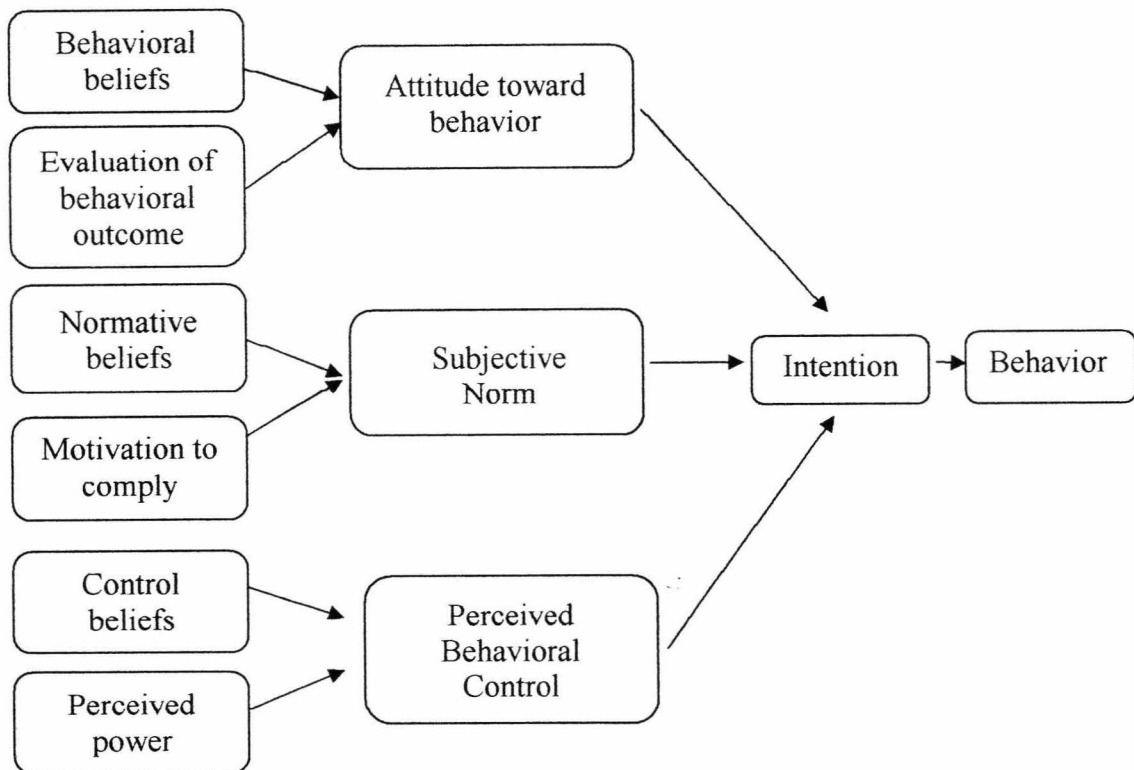 Behavioral
beliefs
Evaluation of
behavioral
outcome
Attitude toward
behavior
Normative
beliefs
Motivation to
comply
Subjective
Norm
Control
beliefs
Perceived
power
Perceived
Behavioral
Control
Intention
Behavior